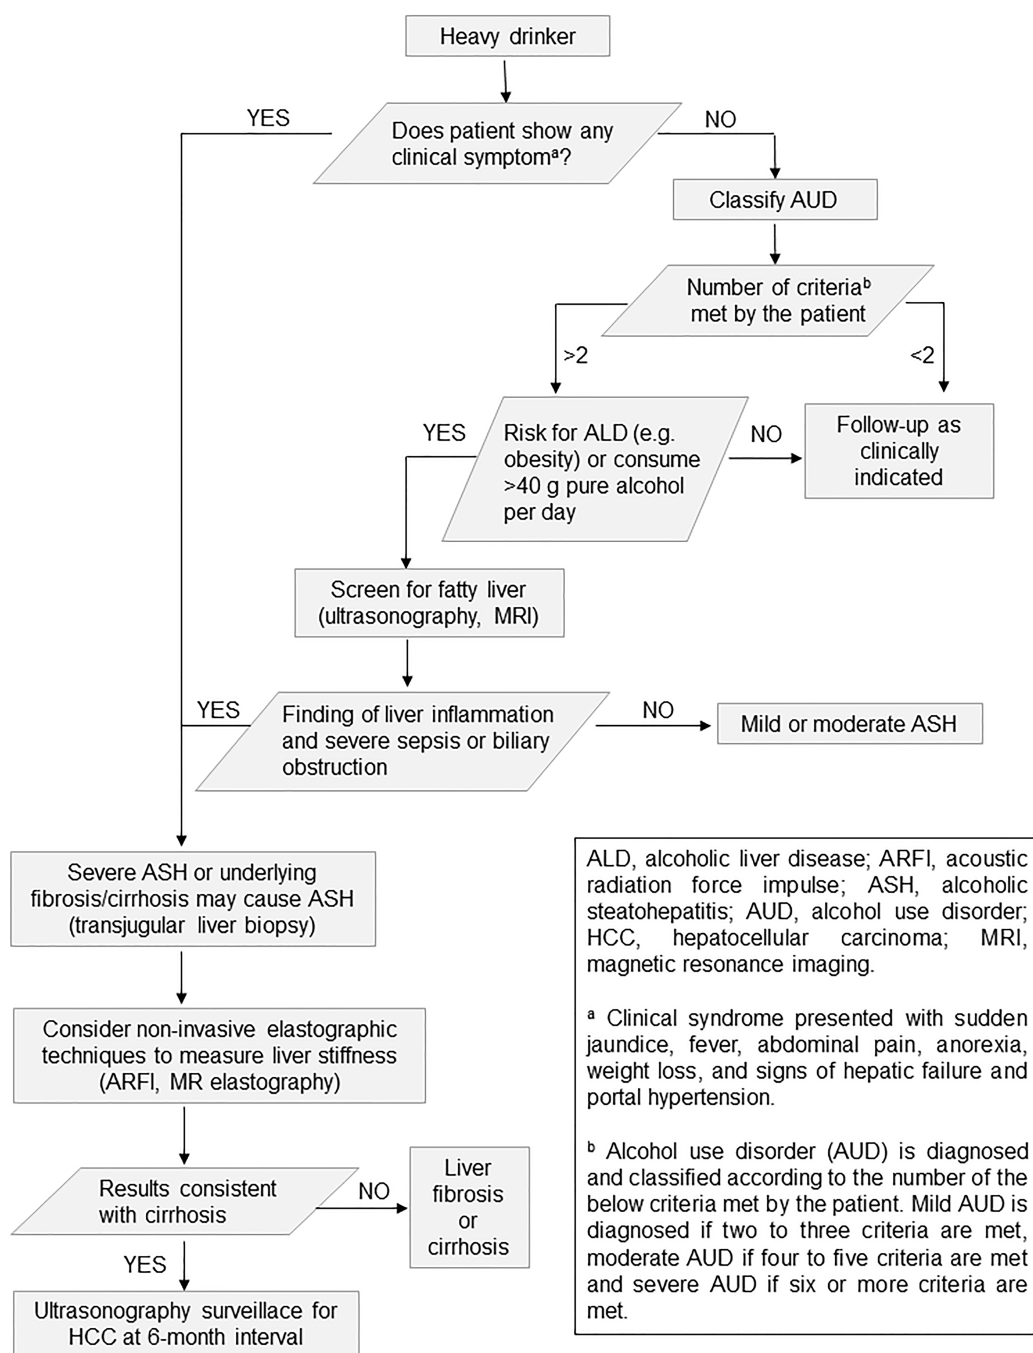 Heavy drinker
YES
Does patient show any
clinical symptomᵃ?
NO
Classify AUD
Number of criteriaᵇ
met by the patient
>2
<2
YES
Risk for ALD (e.g.
obesity) or consume
>40 g pure alcohol
per day
NO
Follow-up as
clinically
indicated
Screen for fatty liver
(ultrasonography, MRI)
YES
Finding of liver inflammation
and severe sepsis or biliary
obstruction
NO
Mild or moderate ASH
Severe ASH or underlying
fibrosis/cirrhosis may cause ASH
(transjugular liver biopsy)
Consider non-invasive elastographic
techniques to measure liver stiffness
(ARFI, MR elastography)
Results consistent
with cirrhosis
NO
Liver
fibrosis
or
cirrhosis
YES
Ultrasonography surveillace for
HCC at 6-month interval
ALD, alcoholic liver disease; ARFI, acoustic
radiation force impulse; ASH, alcoholic
steatohepatitis; AUD, alcohol use disorder;
HCC, hepatocellular carcinoma; MRI,
magnetic resonance imaging.
ᵃ Clinical syndrome presented with sudden
jaundice, fever, abdominal pain, anorexia,
weight loss, and signs of hepatic failure and
portal hypertension.
ᵇ Alcohol use disorder (AUD) is diagnosed
and classified according to the number of the
below criteria met by the patient. Mild AUD is
diagnosed if two to three criteria are met,
moderate AUD if four to five criteria are met
and severe AUD if six or more criteria are
met.